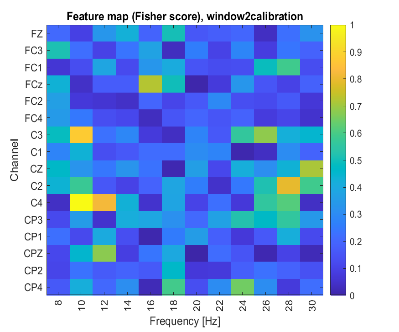 Feature map (Fisher score), window2calibration
Channel
FZ
FC3
FC1
FCz
FC2
FC4
C3
C1
CZ
C2
C4
CP3
CP1
CPZ
CP2
CP4
8 10 12 14 16 18 20 22 24 26 28 30
Frequency [Hz]
1
0.9
0.8
0.7
0.6
0.5
0.4
0.3
0.2
0.1
0